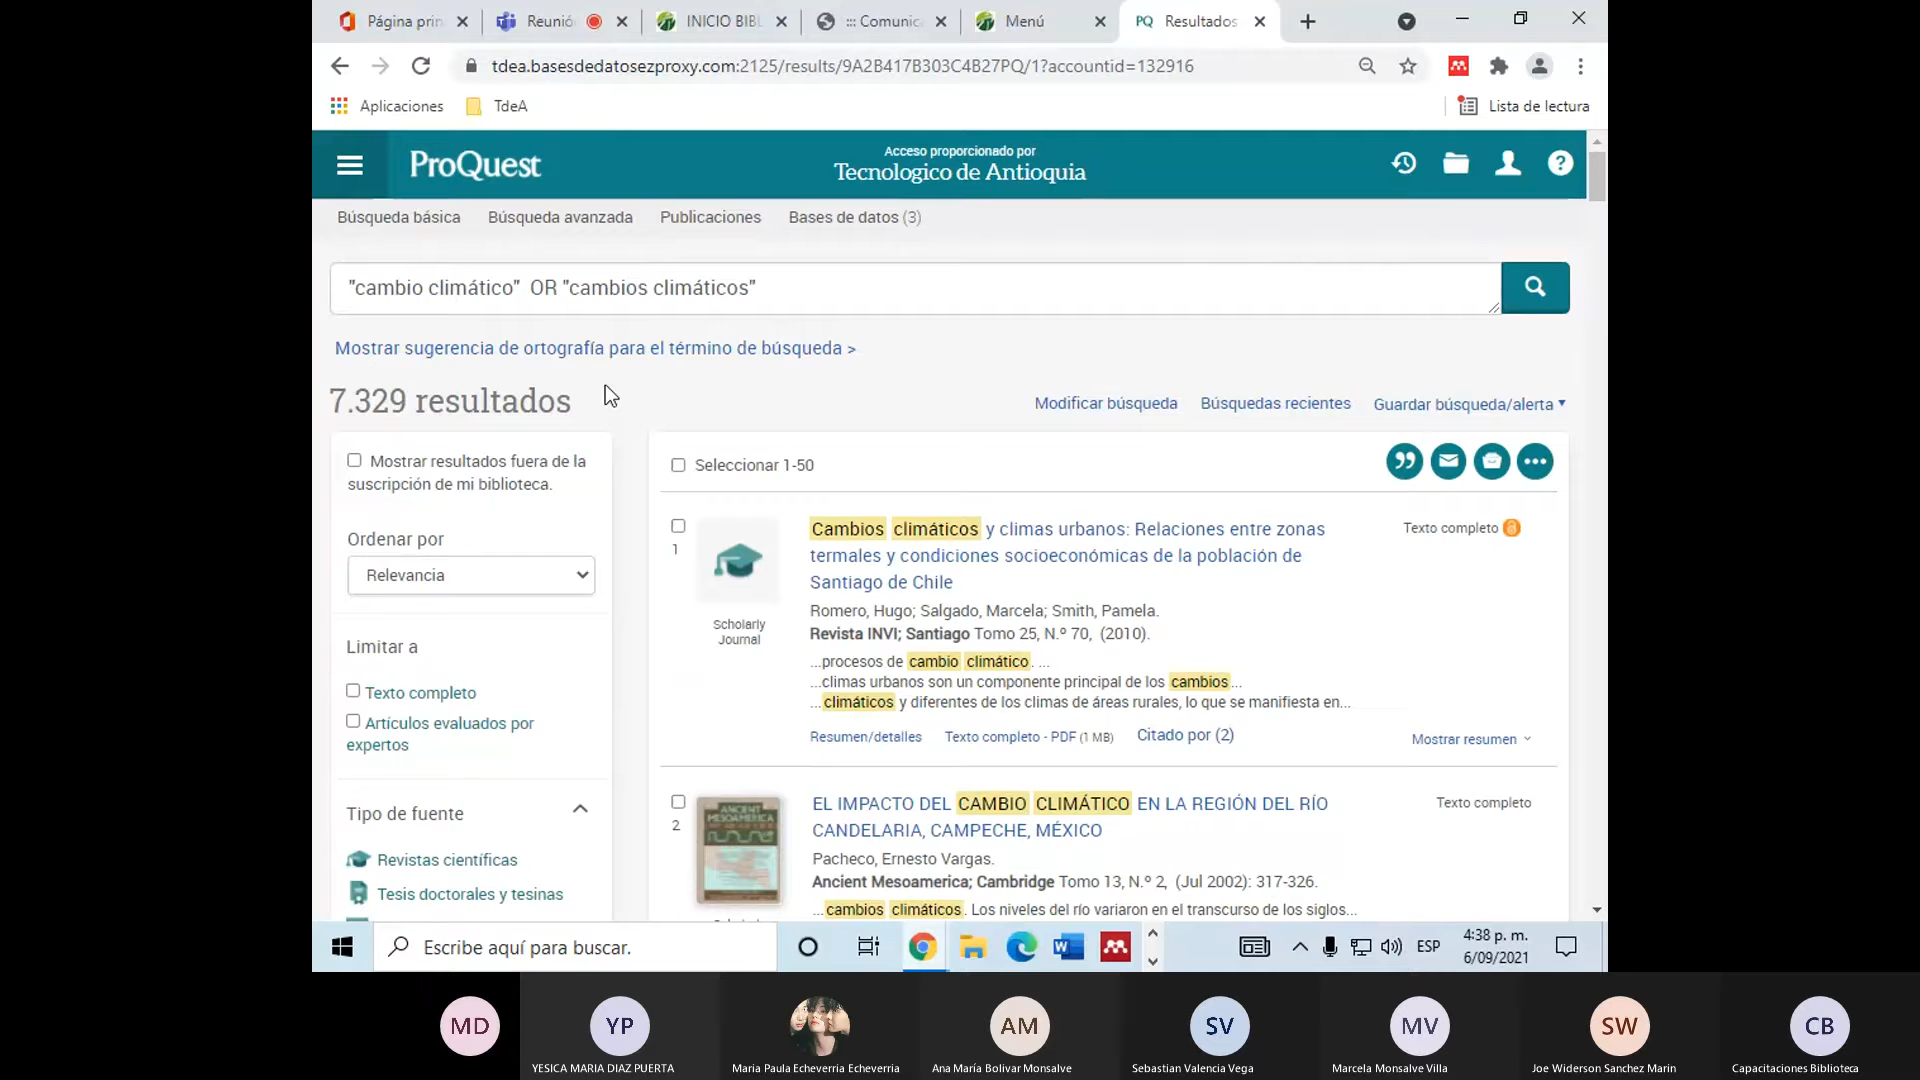 Página prin
Reunió
INICIO BIBL
::: Comunica
Menú
PQ Resultados
tdea.basesdedatosezproxy.com:2125/results/9A2B417B303C4B27PQ/1?accountid=132916
Aplicaciones
TdeA
Lista de lectura
ProQuest
Acceso proporcionado por
Tecnologico de Antioquia
Búsqueda básica
Búsqueda avanzada
Publicaciones
Bases de datos (3)
"cambio climático" OR "cambios climáticos"
Mostrar sugerencia de ortografía para el término de búsqueda >
7.329 resultados
Modificar búsqueda
Búsquedas recientes
Guardar búsqueda/alerta
Mostrar resultados fuera de la
suscripción de mi biblioteca.
Ordenar por
Relevancia
Limitar a
Texto completo
Artículos evaluados por
expertos
Tipo de fuente
Revistas científicas
Tesis doctorales y tesinas
Seleccionar 1-50
1
Scholarly
Journal
Cambios climáticos y climas urbanos: Relaciones entre zonas
termales y condiciones socioeconómicas de la población de
Santiago de Chile
Texto completo
Romero, Hugo; Salgado, Marcela; Smith, Pamela.
Revista INVI; Santiago Tomo 25, N.º 70, (2010).
...procesos de cambio climático. ...
...climas urbanos son un componente principal de los cambios...
...climáticos y diferentes de los climas de áreas rurales, lo que se manifiesta en...
Resumen/detalles
Texto completo - PDF (1 MB)
Citado por (2)
Mostrar resumen
2
ANCIENT
MESOAMERICA
EL IMPACTO DEL CAMBIO CLIMÁTICO EN LA REGIÓN DEL RÍO
CANDELARIA, CAMPECHE, MÉXICO
Texto completo
Pacheco, Ernesto Vargas.
Ancient Mesoamerica; Cambridge Tomo 13, N.º 2, (Jul 2002): 317-326.
...cambios climáticos. Los niveles del río variaron en el transcurso de los siglos...
Escribe aquí para buscar.
ESP
4:38 p. m.
6/09/2021
MD
YP
AM
SV
MV
SW
CB
YESICA MARIA DIAZ PUERTA
Maria Paula Echeverria Echeverria
Ana María Bolivar Monsalve
Sebastian Valencia Vega
Marcela Monsalve Villa
Joe Widerson Sanchez Marin
Capacitaciones Biblioteca